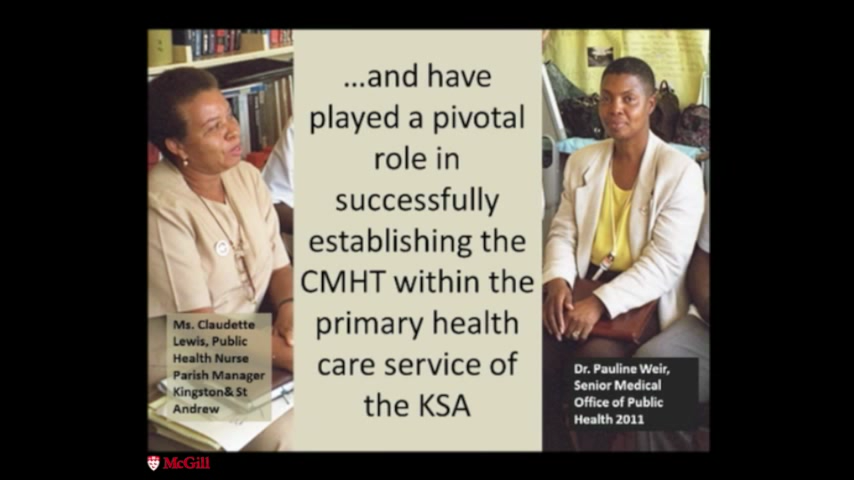 ...and have
played a pivotal
role in
successfully
establishing the
CMHT within the
primary health
care service of
the KSA
Ms. Claudette
Lewis, Public
Health Nurse
Parish Manager
Kingston& St
Andrew
Dr. Pauline Weir,
Senior Medical
Office of Public
Health 2011
McGill